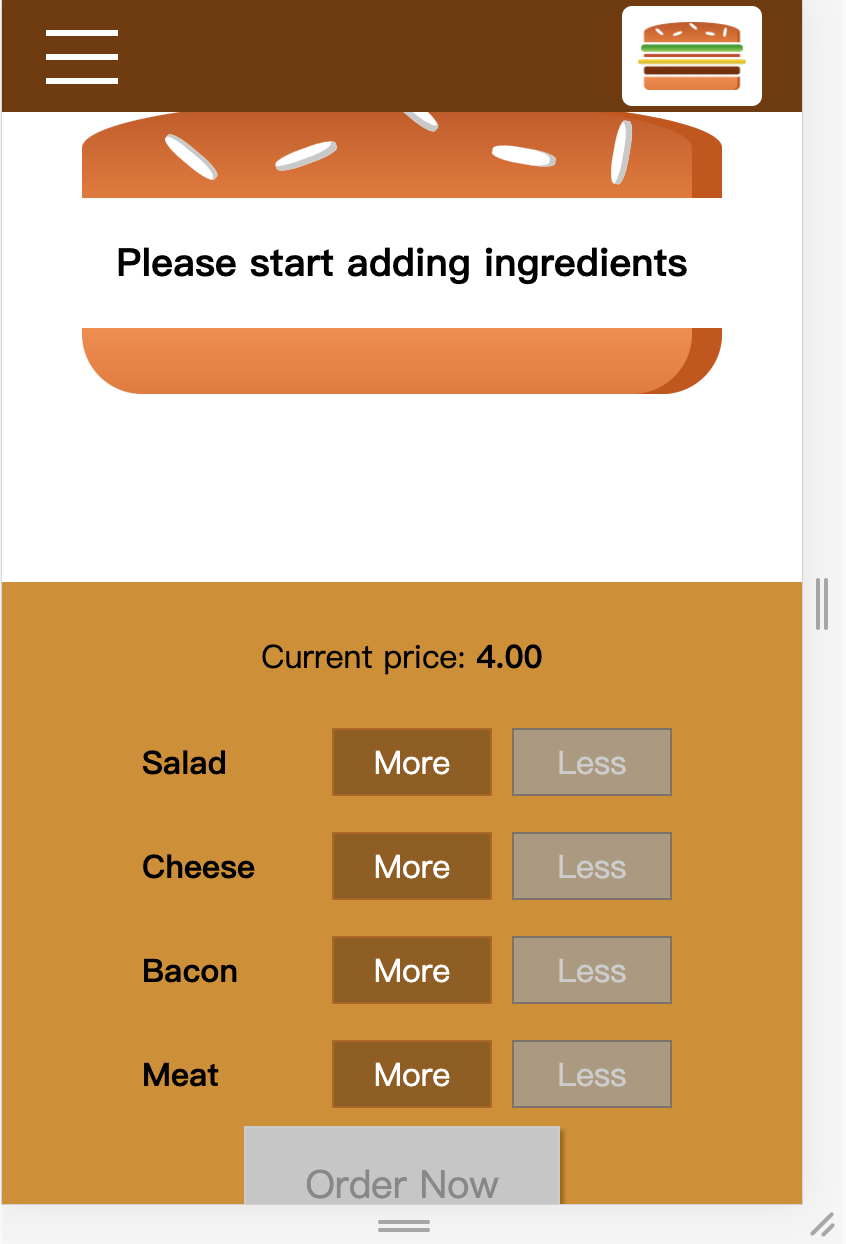 Please start adding ingredients
Current price: 4.00
Salad More Less
Cheese More Less
Bacon More Less
Meat More Less
Order Now